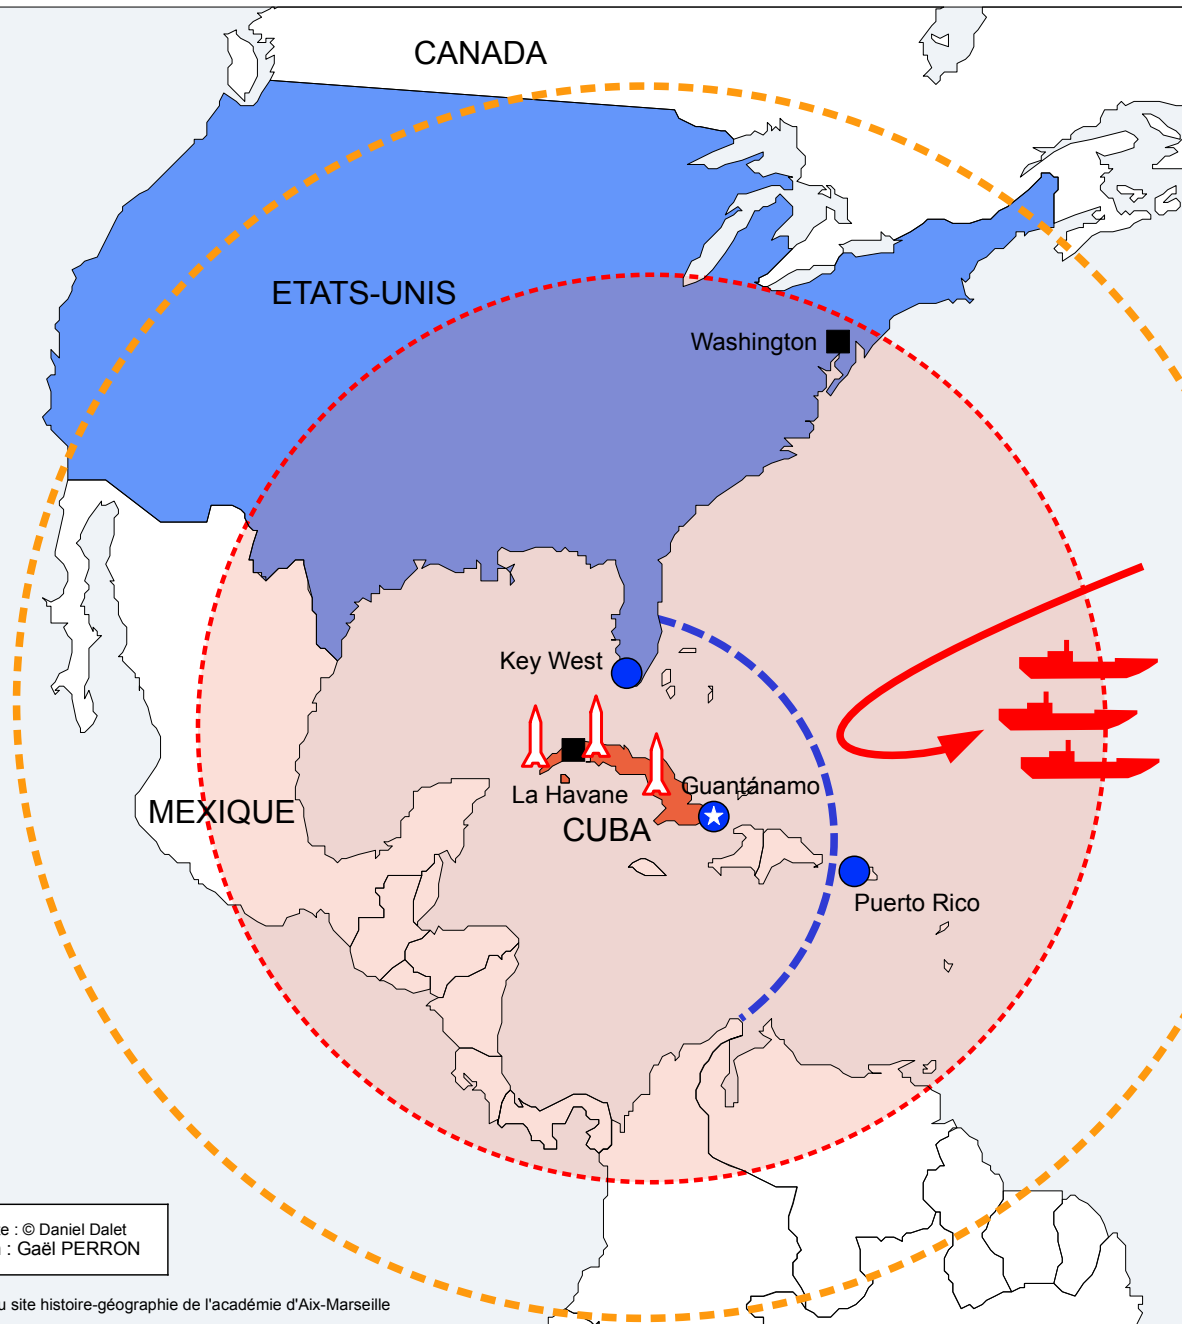 CANADA
ETATS-UNIS
Washington
Key West
Guantánamo
La Havane
MEXIQUE
CUBA
Puerto Rico
: © Daniel Dalet
: Gaël PERRON
site histoire-géographie de l'académie d'Aix-Marseille